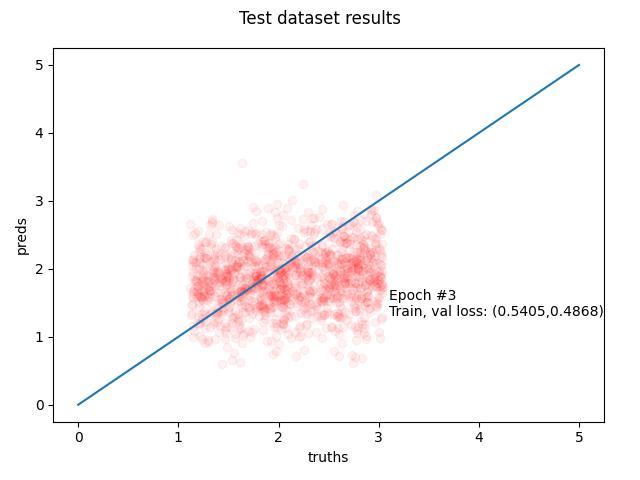 Test dataset results
preds
5
4
3
2
1
0
Epoch #3
Train, val loss: (0.5405,0.4868)
0 1 2 3 4 5
truths